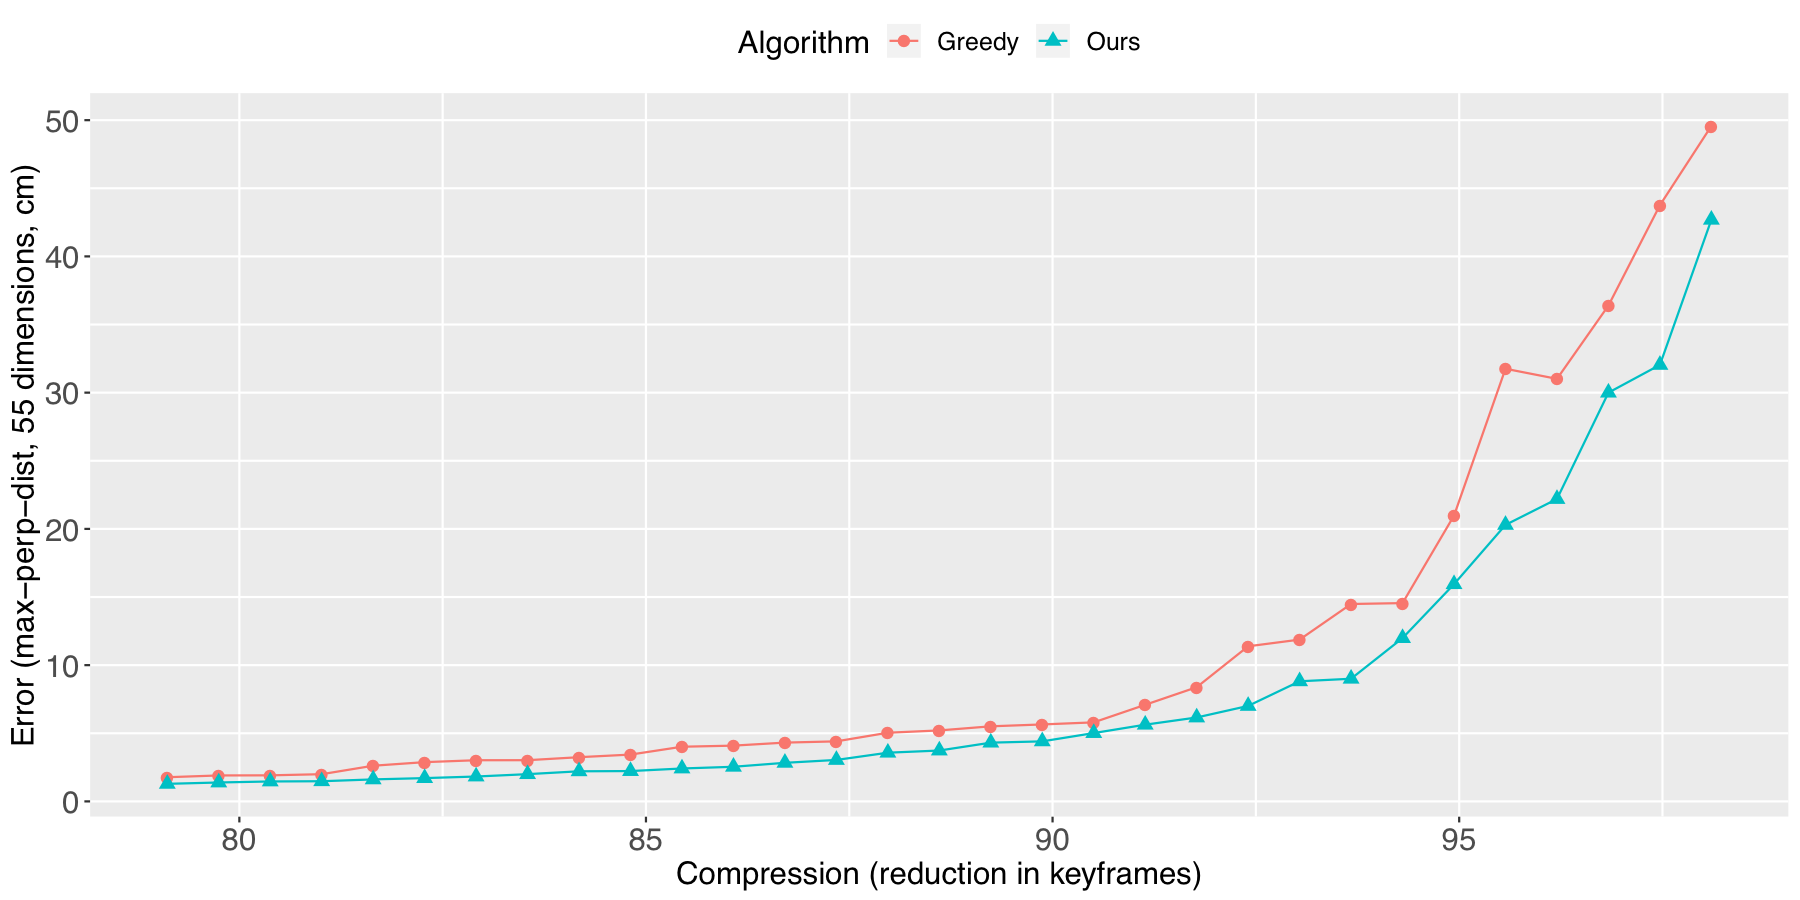 Algorithm Greedy Ours
Error (max−perp−dist, 55 dimensions, cm)
50
40
30
20
10
0
80 85 90 95
Compression (reduction in keyframes)